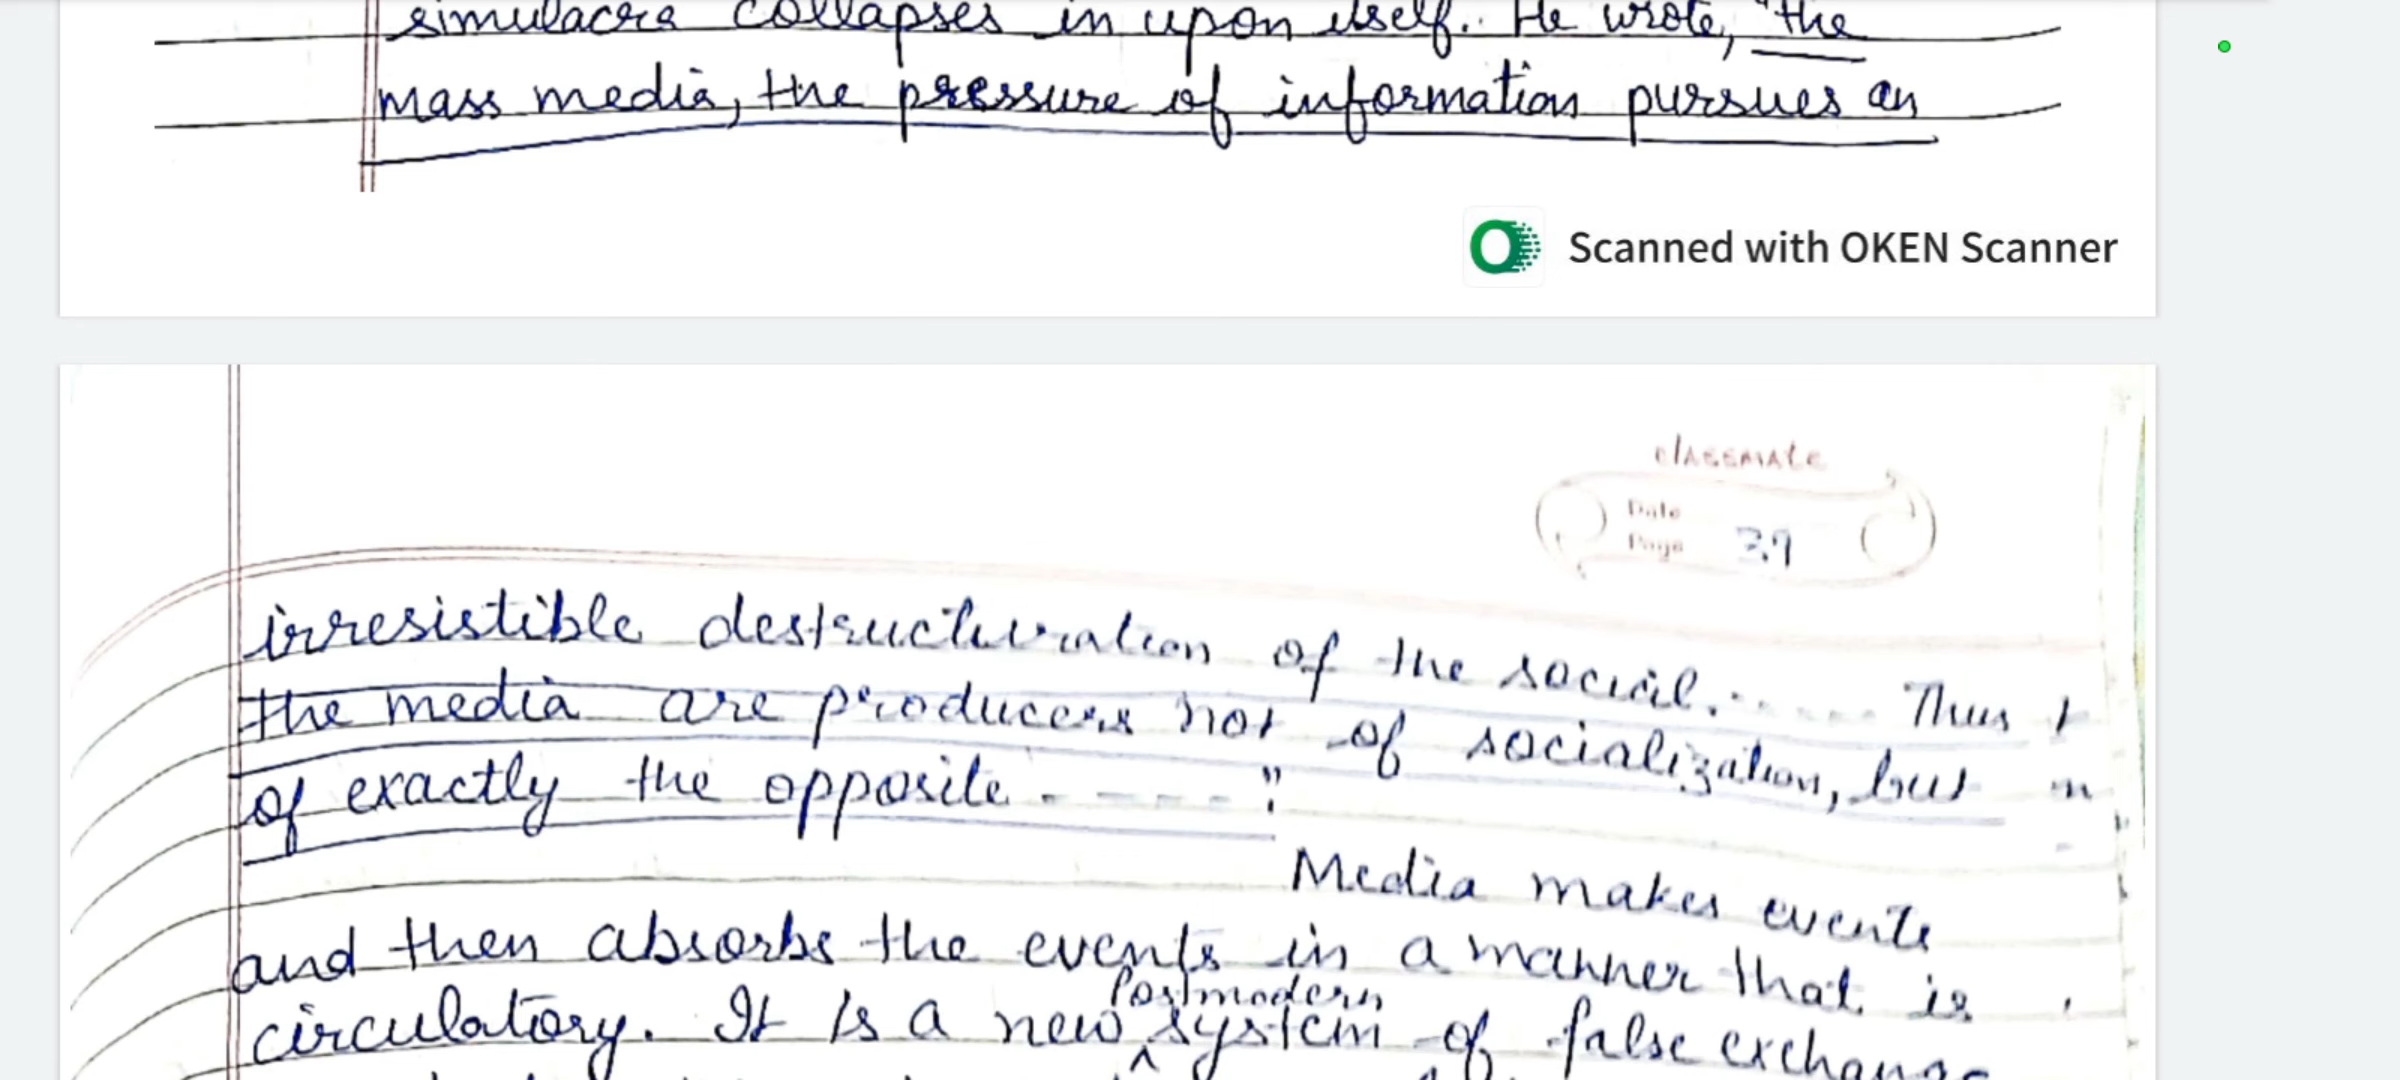 simulacra collapses in upon itself. He wrote, "the
mass media, the pressure of information pursues an
Scanned with OKEN Scanner
classmate
Date
Page 39
irresistible destructuration of the social...... Thus
the media are producers not of socialization, but
of exactly the opposite - - - - - ".
Media makes events
and then absorbs the events in a manner that is
Postmodern
circulatory. It is a new ^ system of false exchange